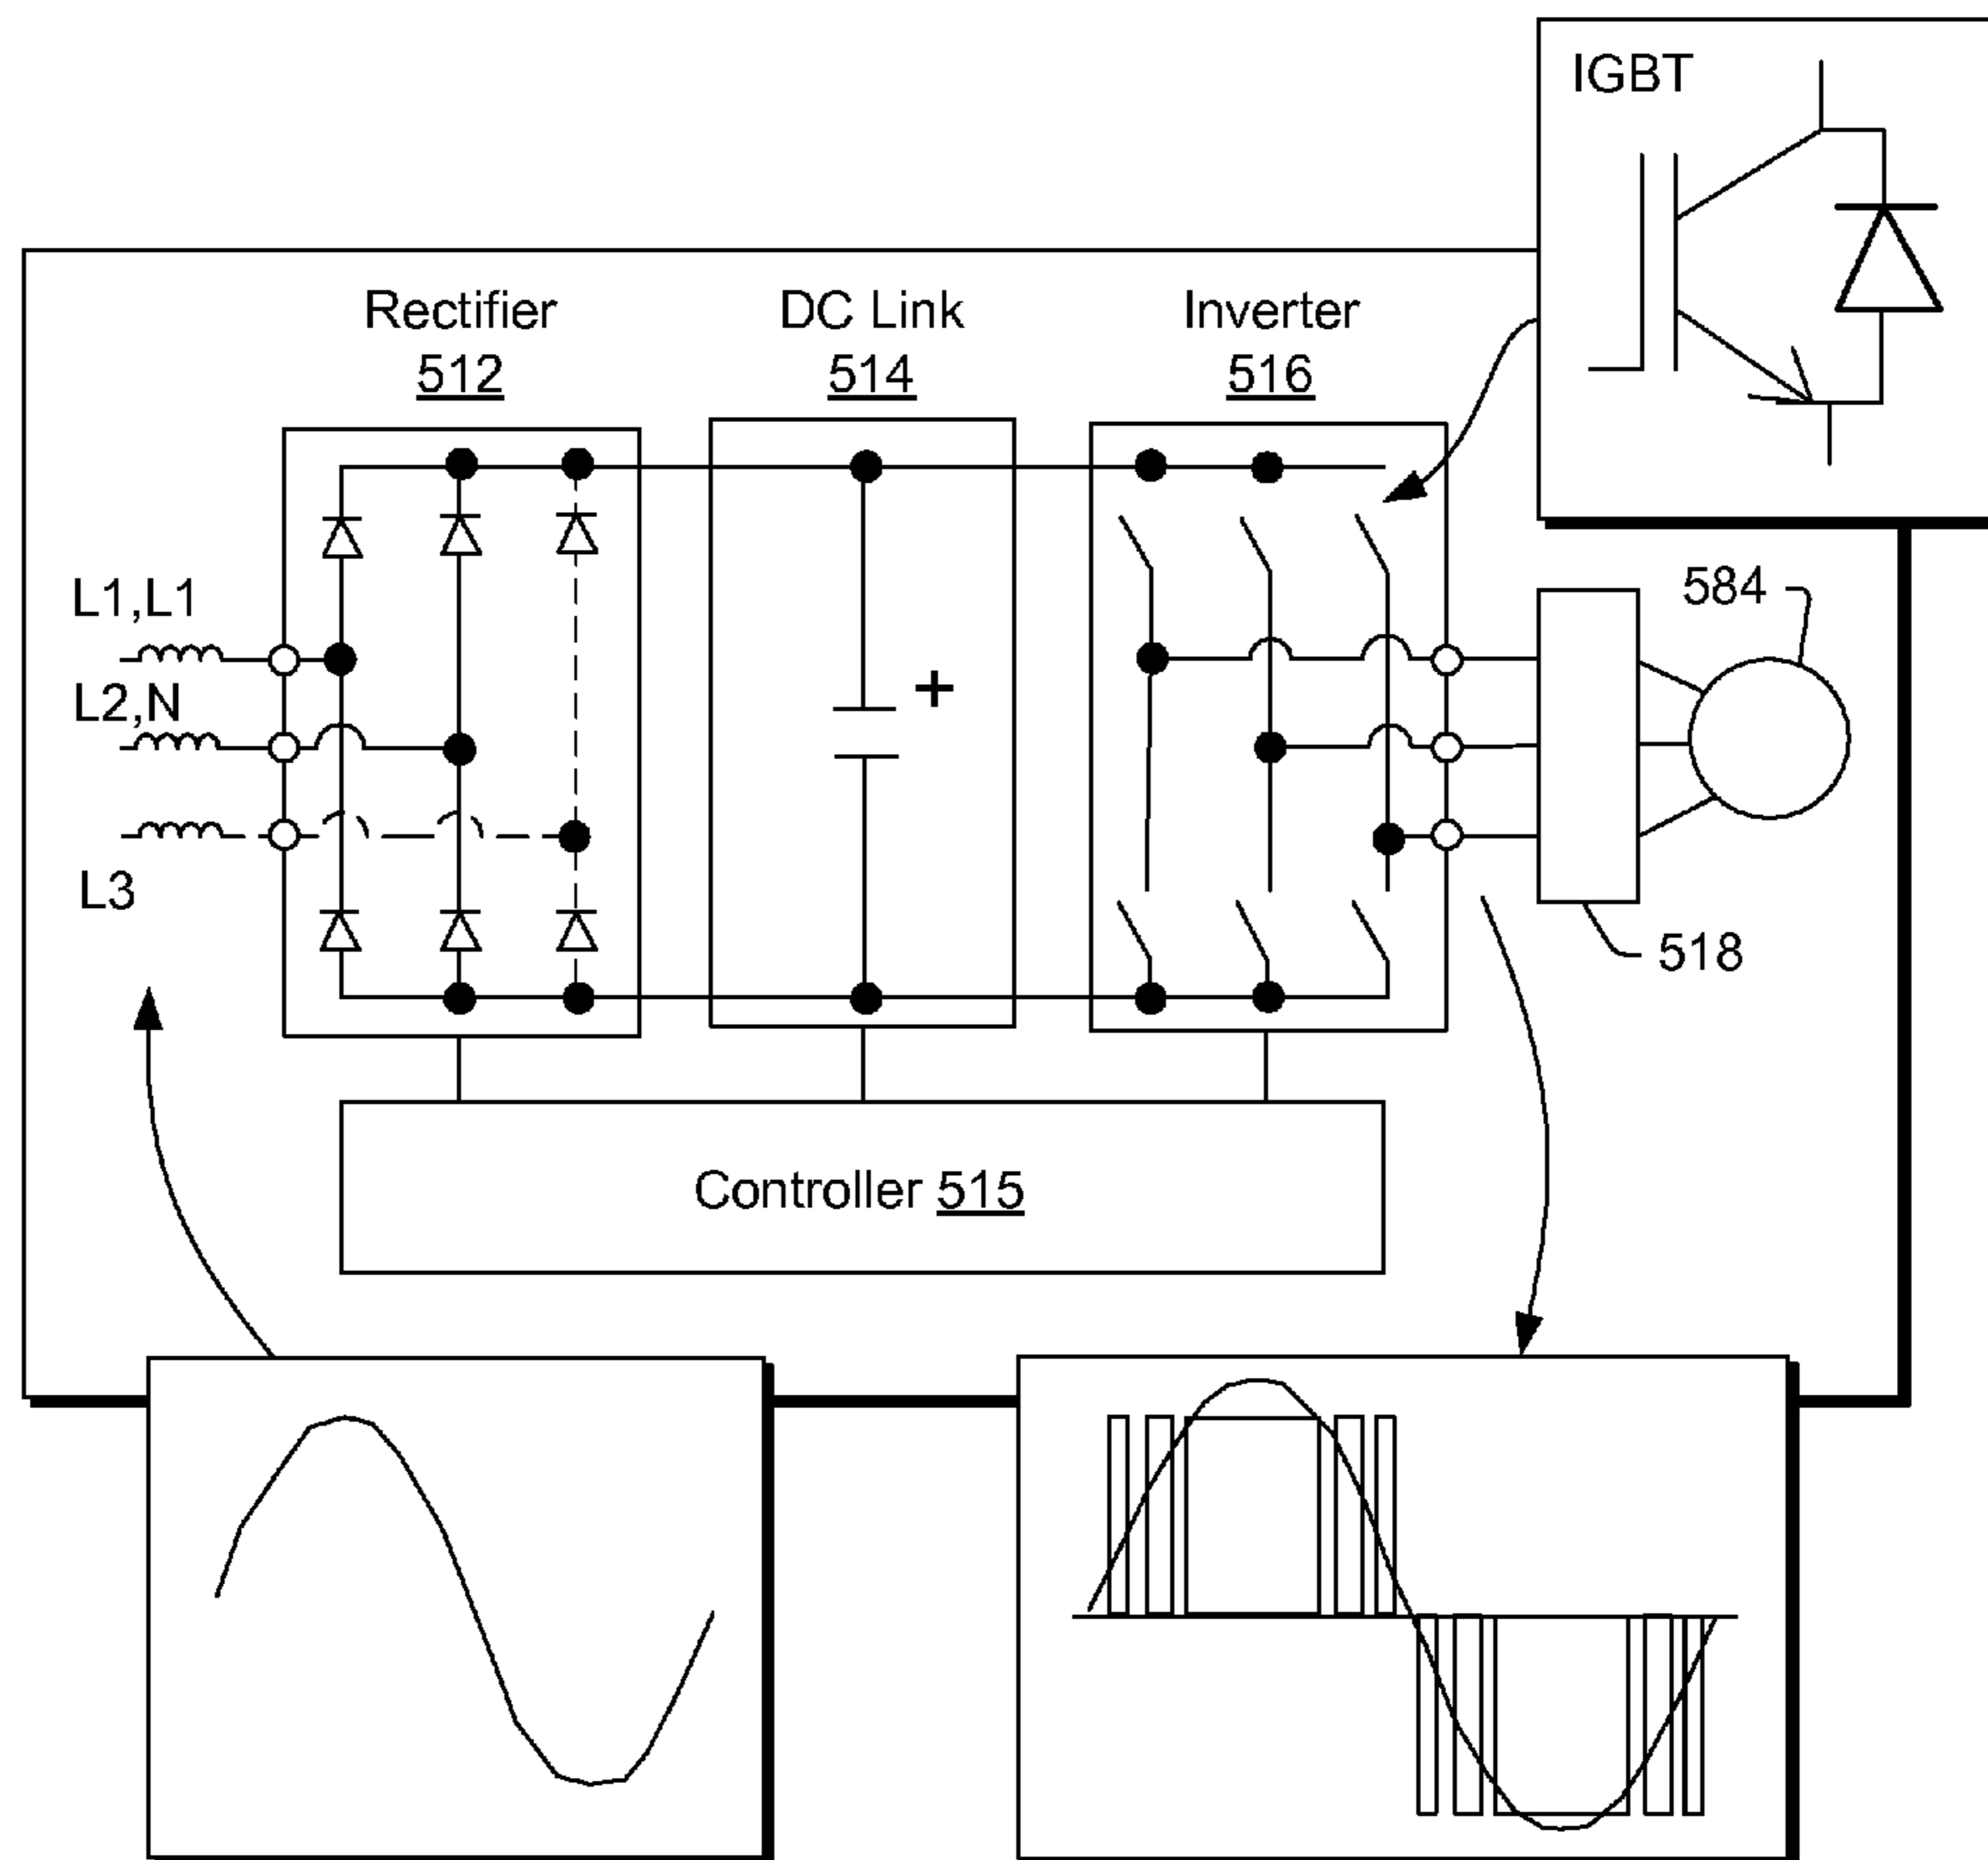 IGBT
Rectifier
512
DC Link
514
Inverter
516
L1,L1
L2,N
L3
+
584
518
Controller 515